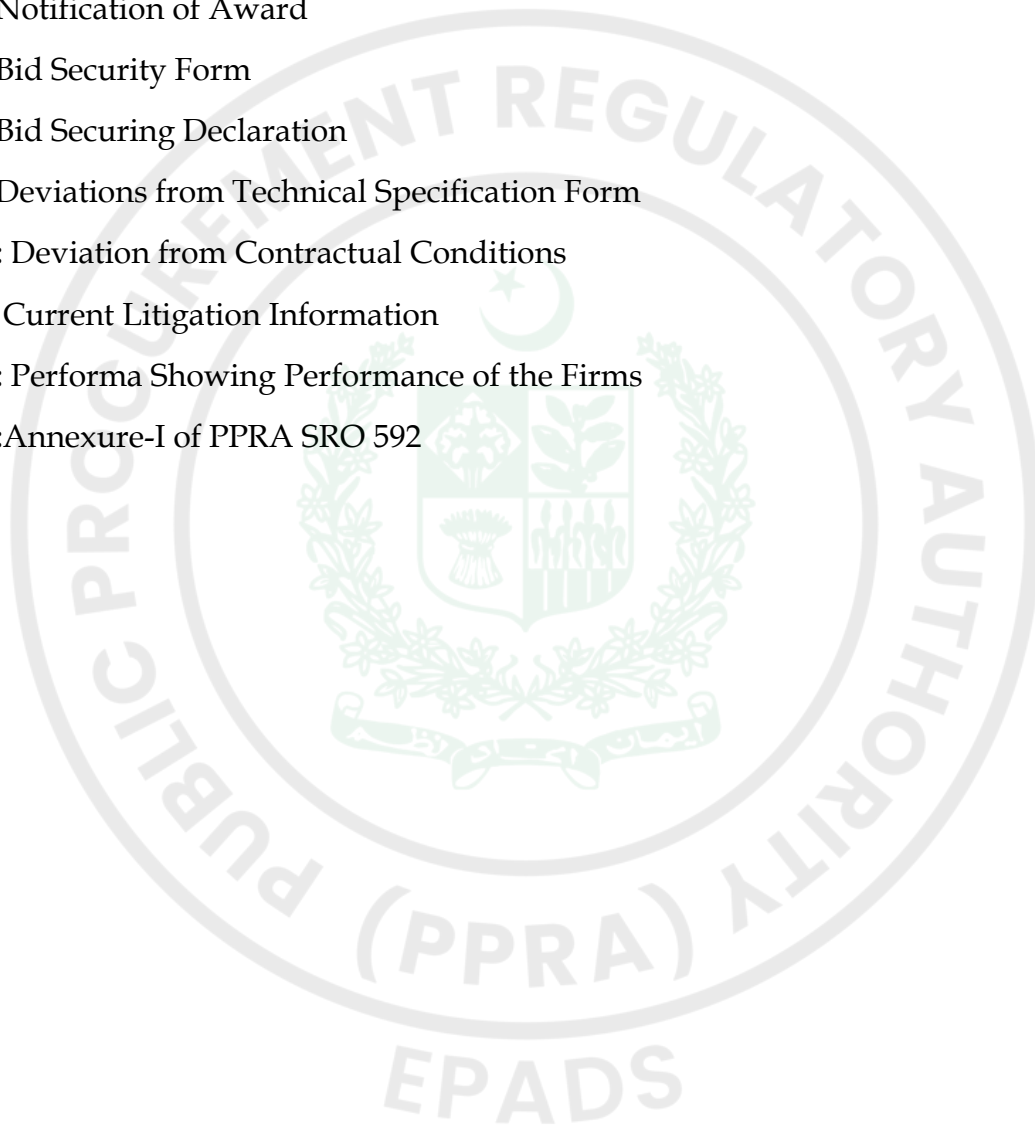 Notification of Award
Bid Security Form
Bid Securing Declaration
Deviations from Technical Specification Form
: Deviation from Contractual Conditions
Current Litigation Information
: Performa Showing Performance of the Firms
:Annexure-I of PPRA SRO 592
PUBLIC PROCUREMENT REGULATORY AUTHORITY
(PPRA)
EPADS